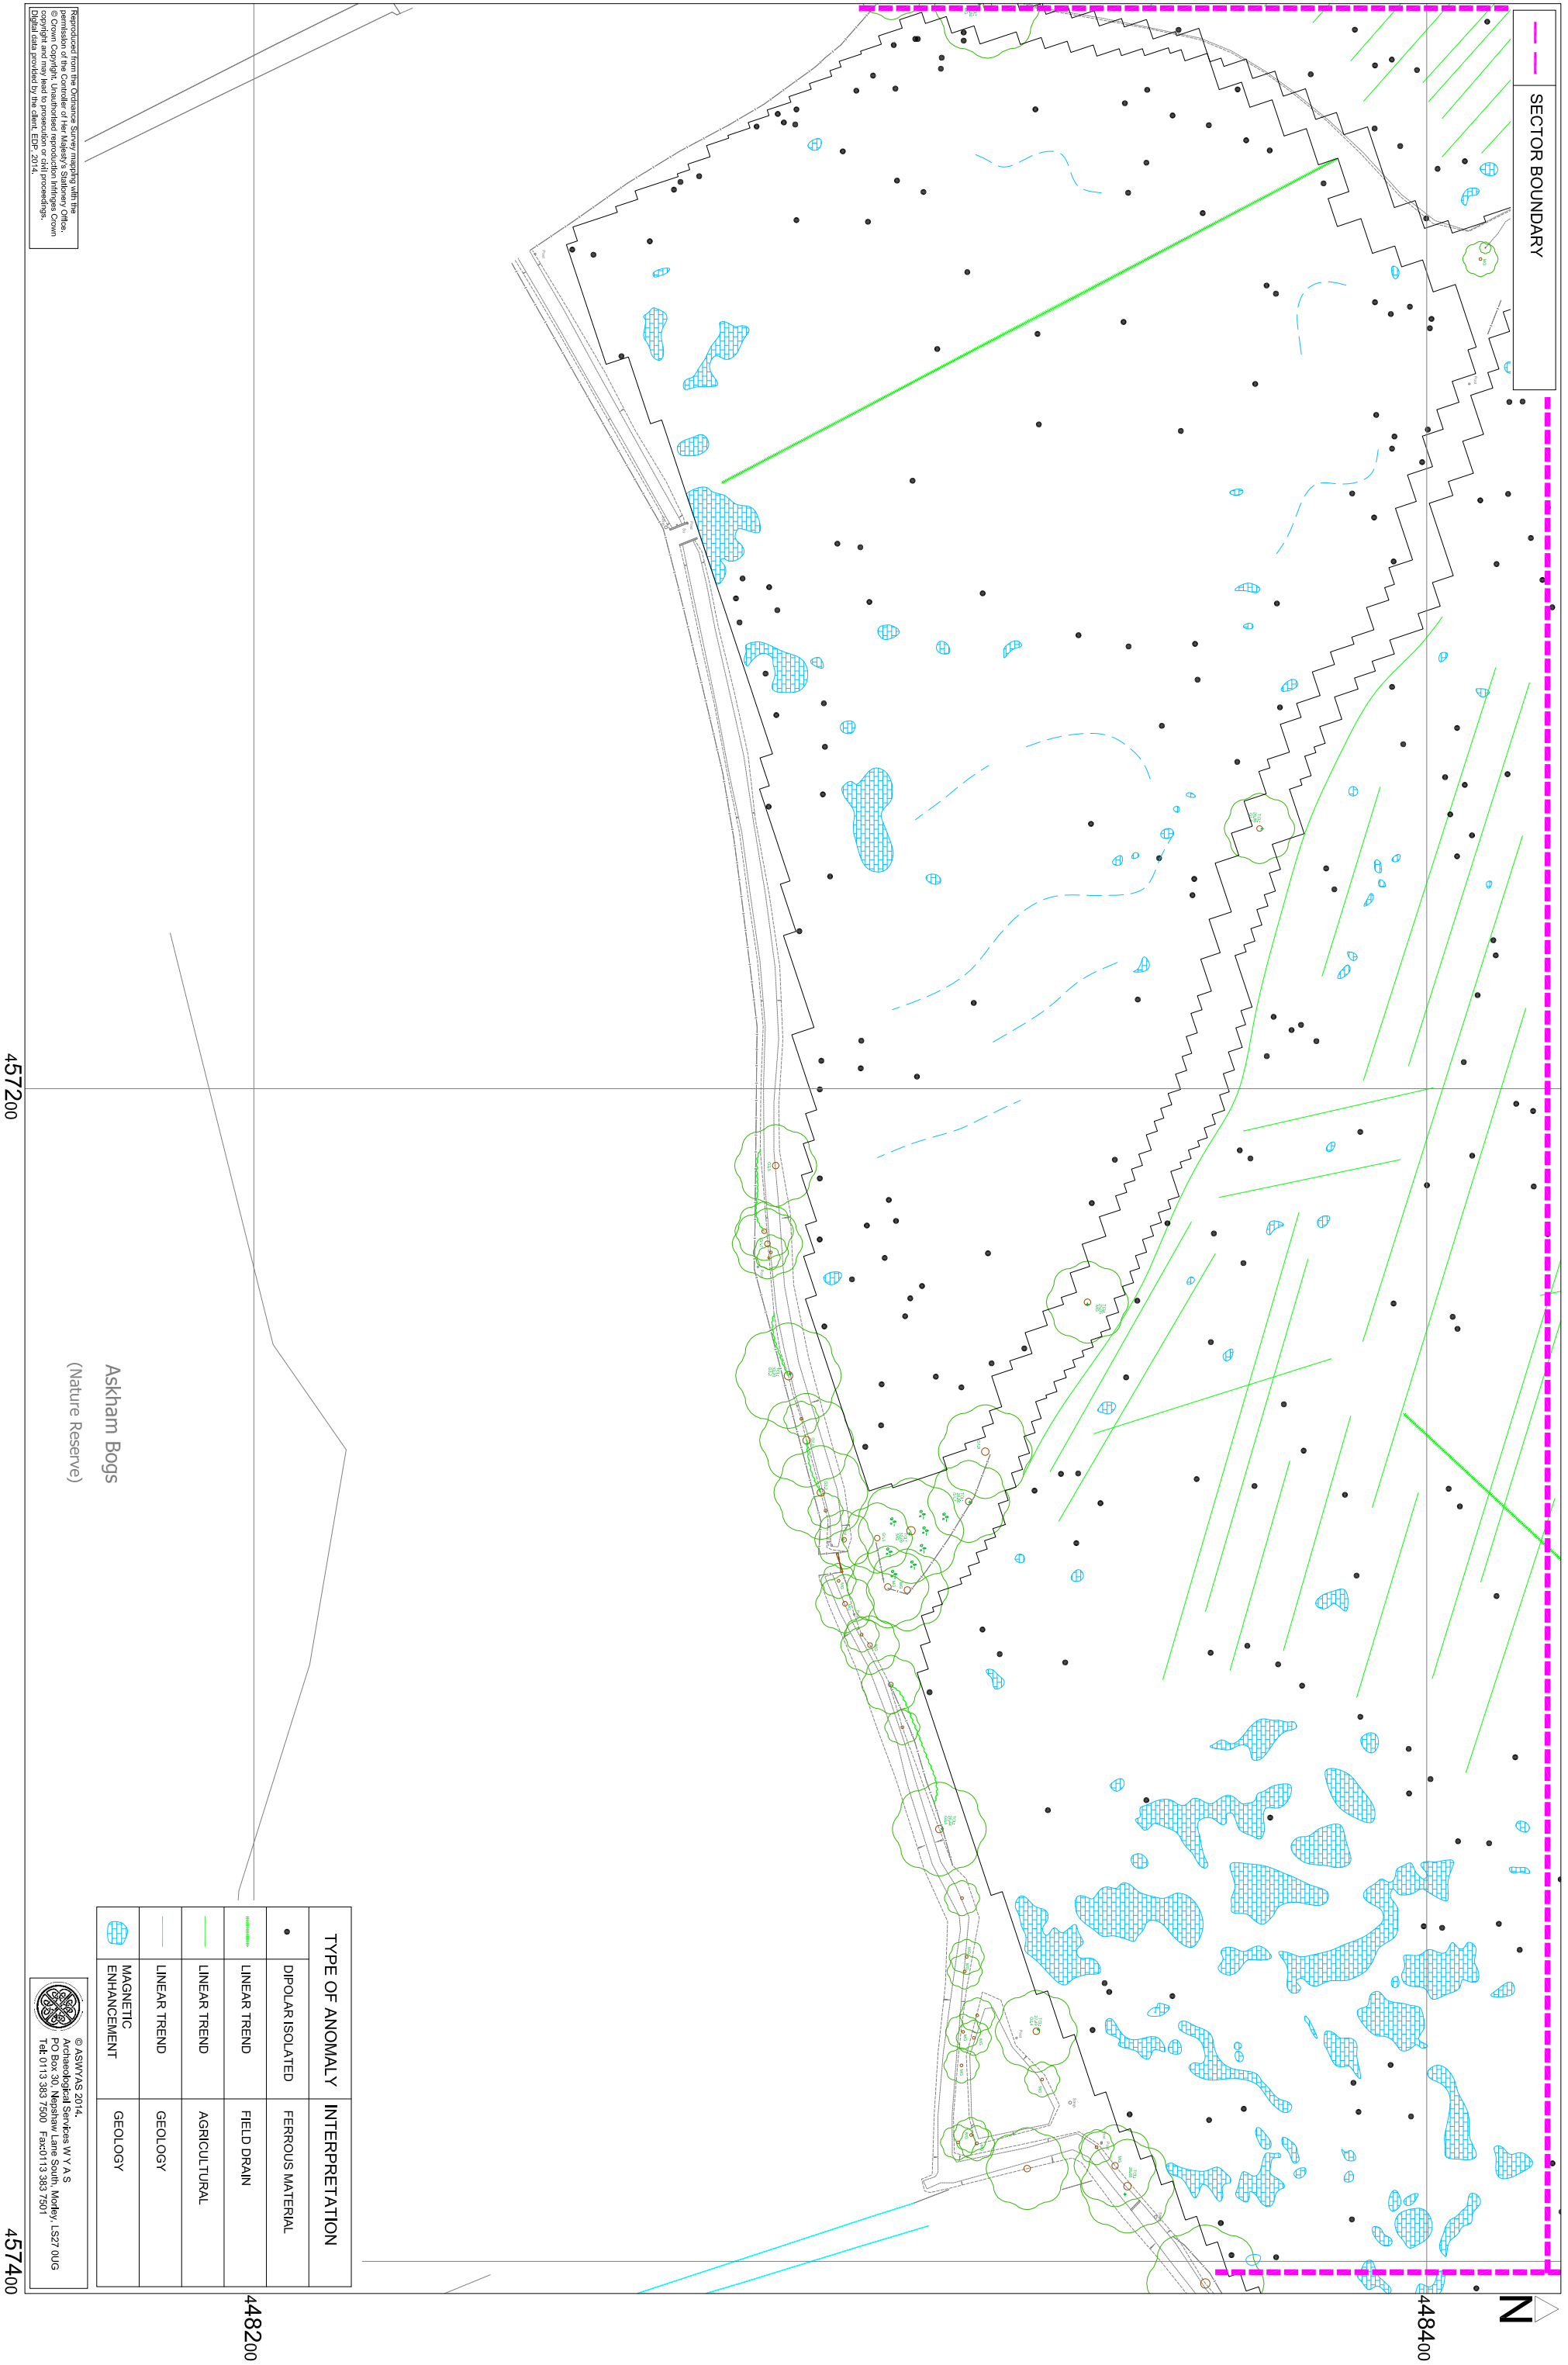 SECTOR BOUNDARY
N
448400
448200
457200
457400
Askham Bogs
(Nature Reserve)
TYPE OF ANOMALY
INTERPRETATION
DIPOLAR ISOLATED
FERROUS MATERIAL
LINEAR TREND
FIELD DRAIN
LINEAR TREND
AGRICULTURAL
LINEAR TREND
GEOLOGY
MAGNETIC
ENHANCEMENT
GEOLOGY
© ASWYAS 2014.
Archaeological Services W Y A S
PO Box 30, Nepshaw Lane South, Morley, LS27 0UG
Tel: 0113 383 7500 Fax:0113 383 7501
Reproduced from the Ordnance Survey mapping with the
permission of the Controller of Her Majesty's Stationery Office.
© Crown Copyright. Unauthorised reproduction infringes Crown
copyright and may lead to prosecution or civil proceedings.
Digital data provided by the client, EDP, 2014.